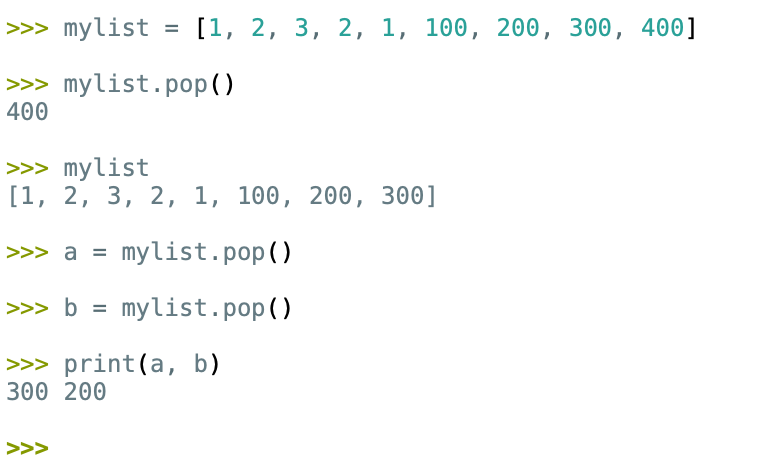 >>> mylist = [1, 2, 3, 2, 1, 100, 200, 300, 400]
>>> mylist.pop()
400
>>> mylist
[1, 2, 3, 2, 1, 100, 200, 300]
>>> a = mylist.pop()
>>> b = mylist.pop()
>>> print(a, b)
300 200
>>>